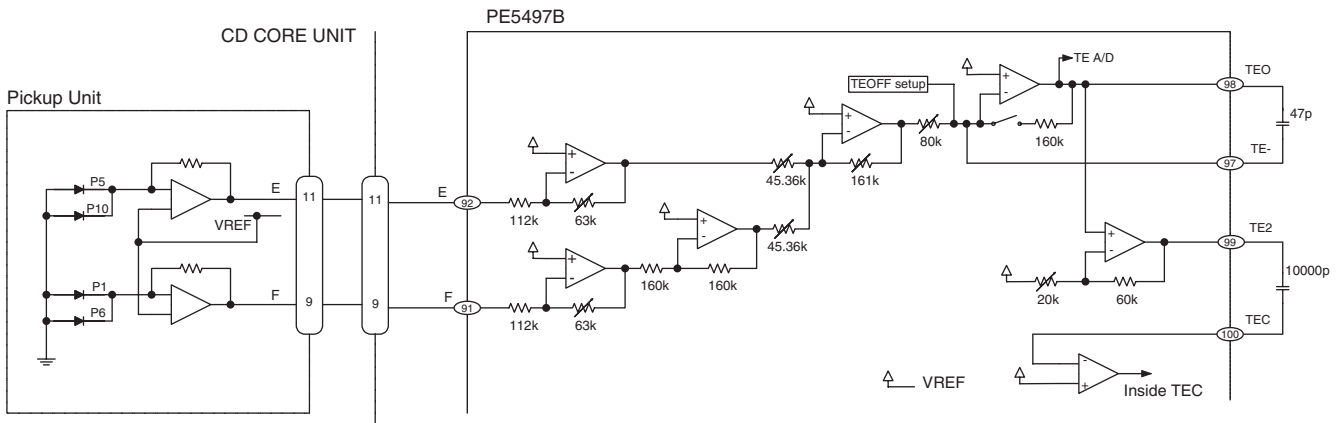 PE5497B
CD CORE UNIT
Pickup Unit
TEOFF setup
TE A/D
TEO
98
47p
TE-
97
80k
160k
P5
P10
E
11
11
E
92
112k
63k
45.36k
161k
VREF
45.36k
TE2
99
10000p
P1
P6
F
9
9
F
91
112k
63k
160k
160k
20k
60k
TEC
100
VREF
Inside TEC